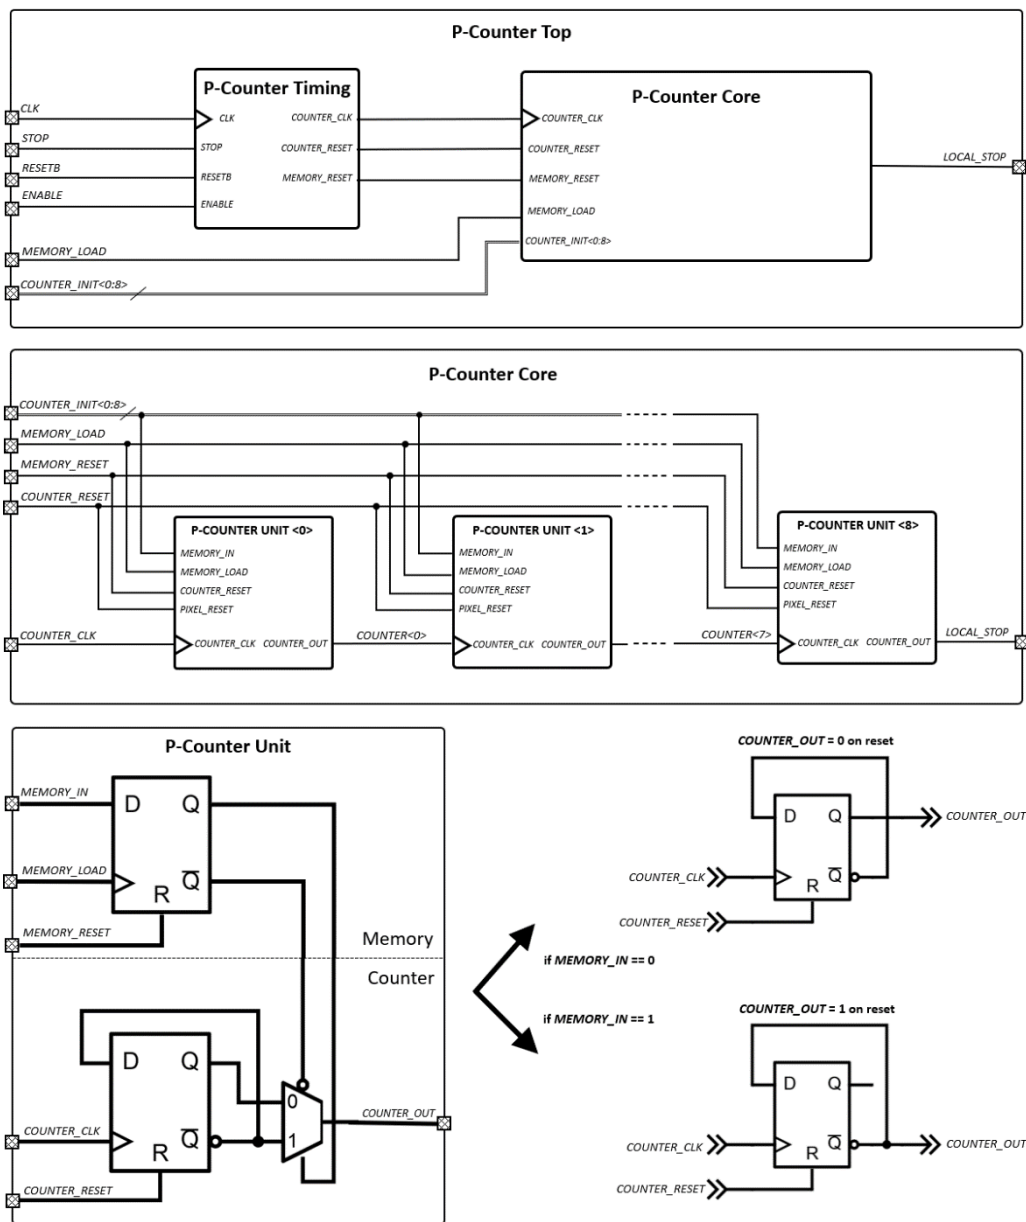 P-Counter Top
P-Counter Timing
P-Counter Core
CLK
CLK
COUNTER_CLK
COUNTER_CLK
STOP
STOP
COUNTER_RESET
COUNTER_RESET
LOCAL_STOP
RESETB
RESETB
MEMORY_RESET
MEMORY_RESET
ENABLE
ENABLE
MEMORY_LOAD
MEMORY_LOAD
COUNTER_INIT<0:8>
COUNTER_INIT<0:8>
P-Counter Core
COUNTER_INIT<0:8>
MEMORY_LOAD
MEMORY_RESET
COUNTER_RESET
P-COUNTER UNIT <0>
MEMORY_IN
MEMORY_LOAD
COUNTER_RESET
PIXEL_RESET
COUNTER_CLK
COUNTER_CLK COUNTER_OUT
COUNTER<0>
P-COUNTER UNIT <1>
MEMORY_IN
MEMORY_LOAD
COUNTER_RESET
PIXEL_RESET
COUNTER_CLK COUNTER_OUT
COUNTER<7>
P-COUNTER UNIT <8>
MEMORY_IN
MEMORY_LOAD
COUNTER_RESET
PIXEL_RESET
COUNTER_CLK COUNTER_OUT
LOCAL_STOP
P-Counter Unit
MEMORY_IN
D Q
MEMORY_LOAD
R Q̅
MEMORY_RESET
Memory
Counter
D Q
0
COUNTER_CLK
R Q̅
1
COUNTER_OUT
COUNTER_RESET
if MEMORY_IN == 0
if MEMORY_IN == 1
COUNTER_OUT = 0 on reset
D Q
COUNTER_OUT
COUNTER_CLK
R Q̅
COUNTER_RESET
COUNTER_OUT = 1 on reset
D Q
COUNTER_CLK
R Q̅
COUNTER_OUT
COUNTER_RESET